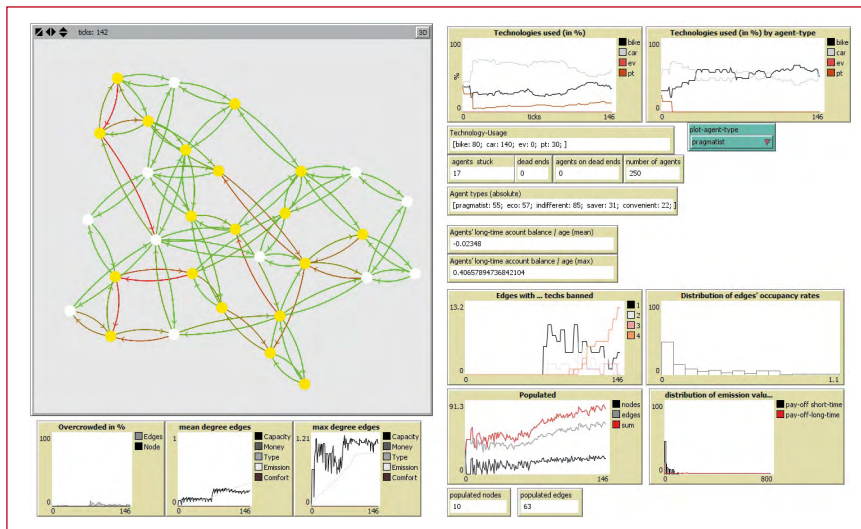 ticks: 142
3D
Technologies used (in %)
100
%
0
0
ticks
146
bike
car
ev
pt
Technologies used (in %) by agent-type
100
0
0
146
bike
car
ev
pt
Technology-Usage
[bike: 80; car: 140; ev: 0; pt: 30; ]
plot-agent-type
pragmatist
agents stuck
17
dead ends
0
agents on dead ends
0
number of agents
250
Agent types (absolute)
[pragmatist: 55; eco: 57; indifferent: 85; saver: 31; convenient: 22; ]
Agents' long-time acount balance / age (mean)
-0.02348
Agents' long-time account balance / age (max)
0.40657894736842104
Edges with ... techs banned
13.2
0
0
146
1
2
3
4
Distribution of edges' occupancy rates
100
0
0
1.1
Populated
91.3
0
0
146
nodes
edges
sum
distribution of emission valu...
100
0
0
800
pay-off short-time
pay-off-long-time
Overcrowded in %
100
0
0
146
Edges
Node
mean degree edges
1
0
0
146
Capacity
Money
Type
Emission
Comfort
max degree edges
1.21
0
0
146
Capacity
Money
Type
Emission
Comfort
populated nodes
10
populated edges
63